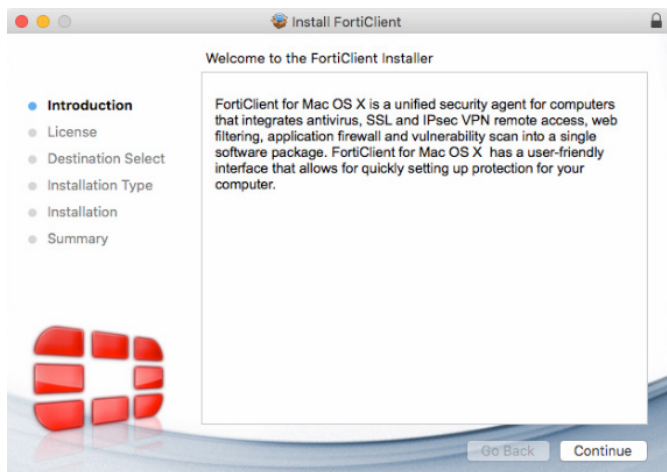 Install FortiClient
Welcome to the FortiClient Installer
Introduction
License
Destination Select
Installation Type
Installation
Summary
FortiClient for Mac OS X is a unified security agent for computers
that integrates antivirus, SSL and IPsec VPN remote access, web
filtering, application firewall and vulnerability scan into a single
software package. FortiClient for Mac OS X  has a user-friendly
interface that allows for quickly setting up protection for your
computer.
Go Back
Continue